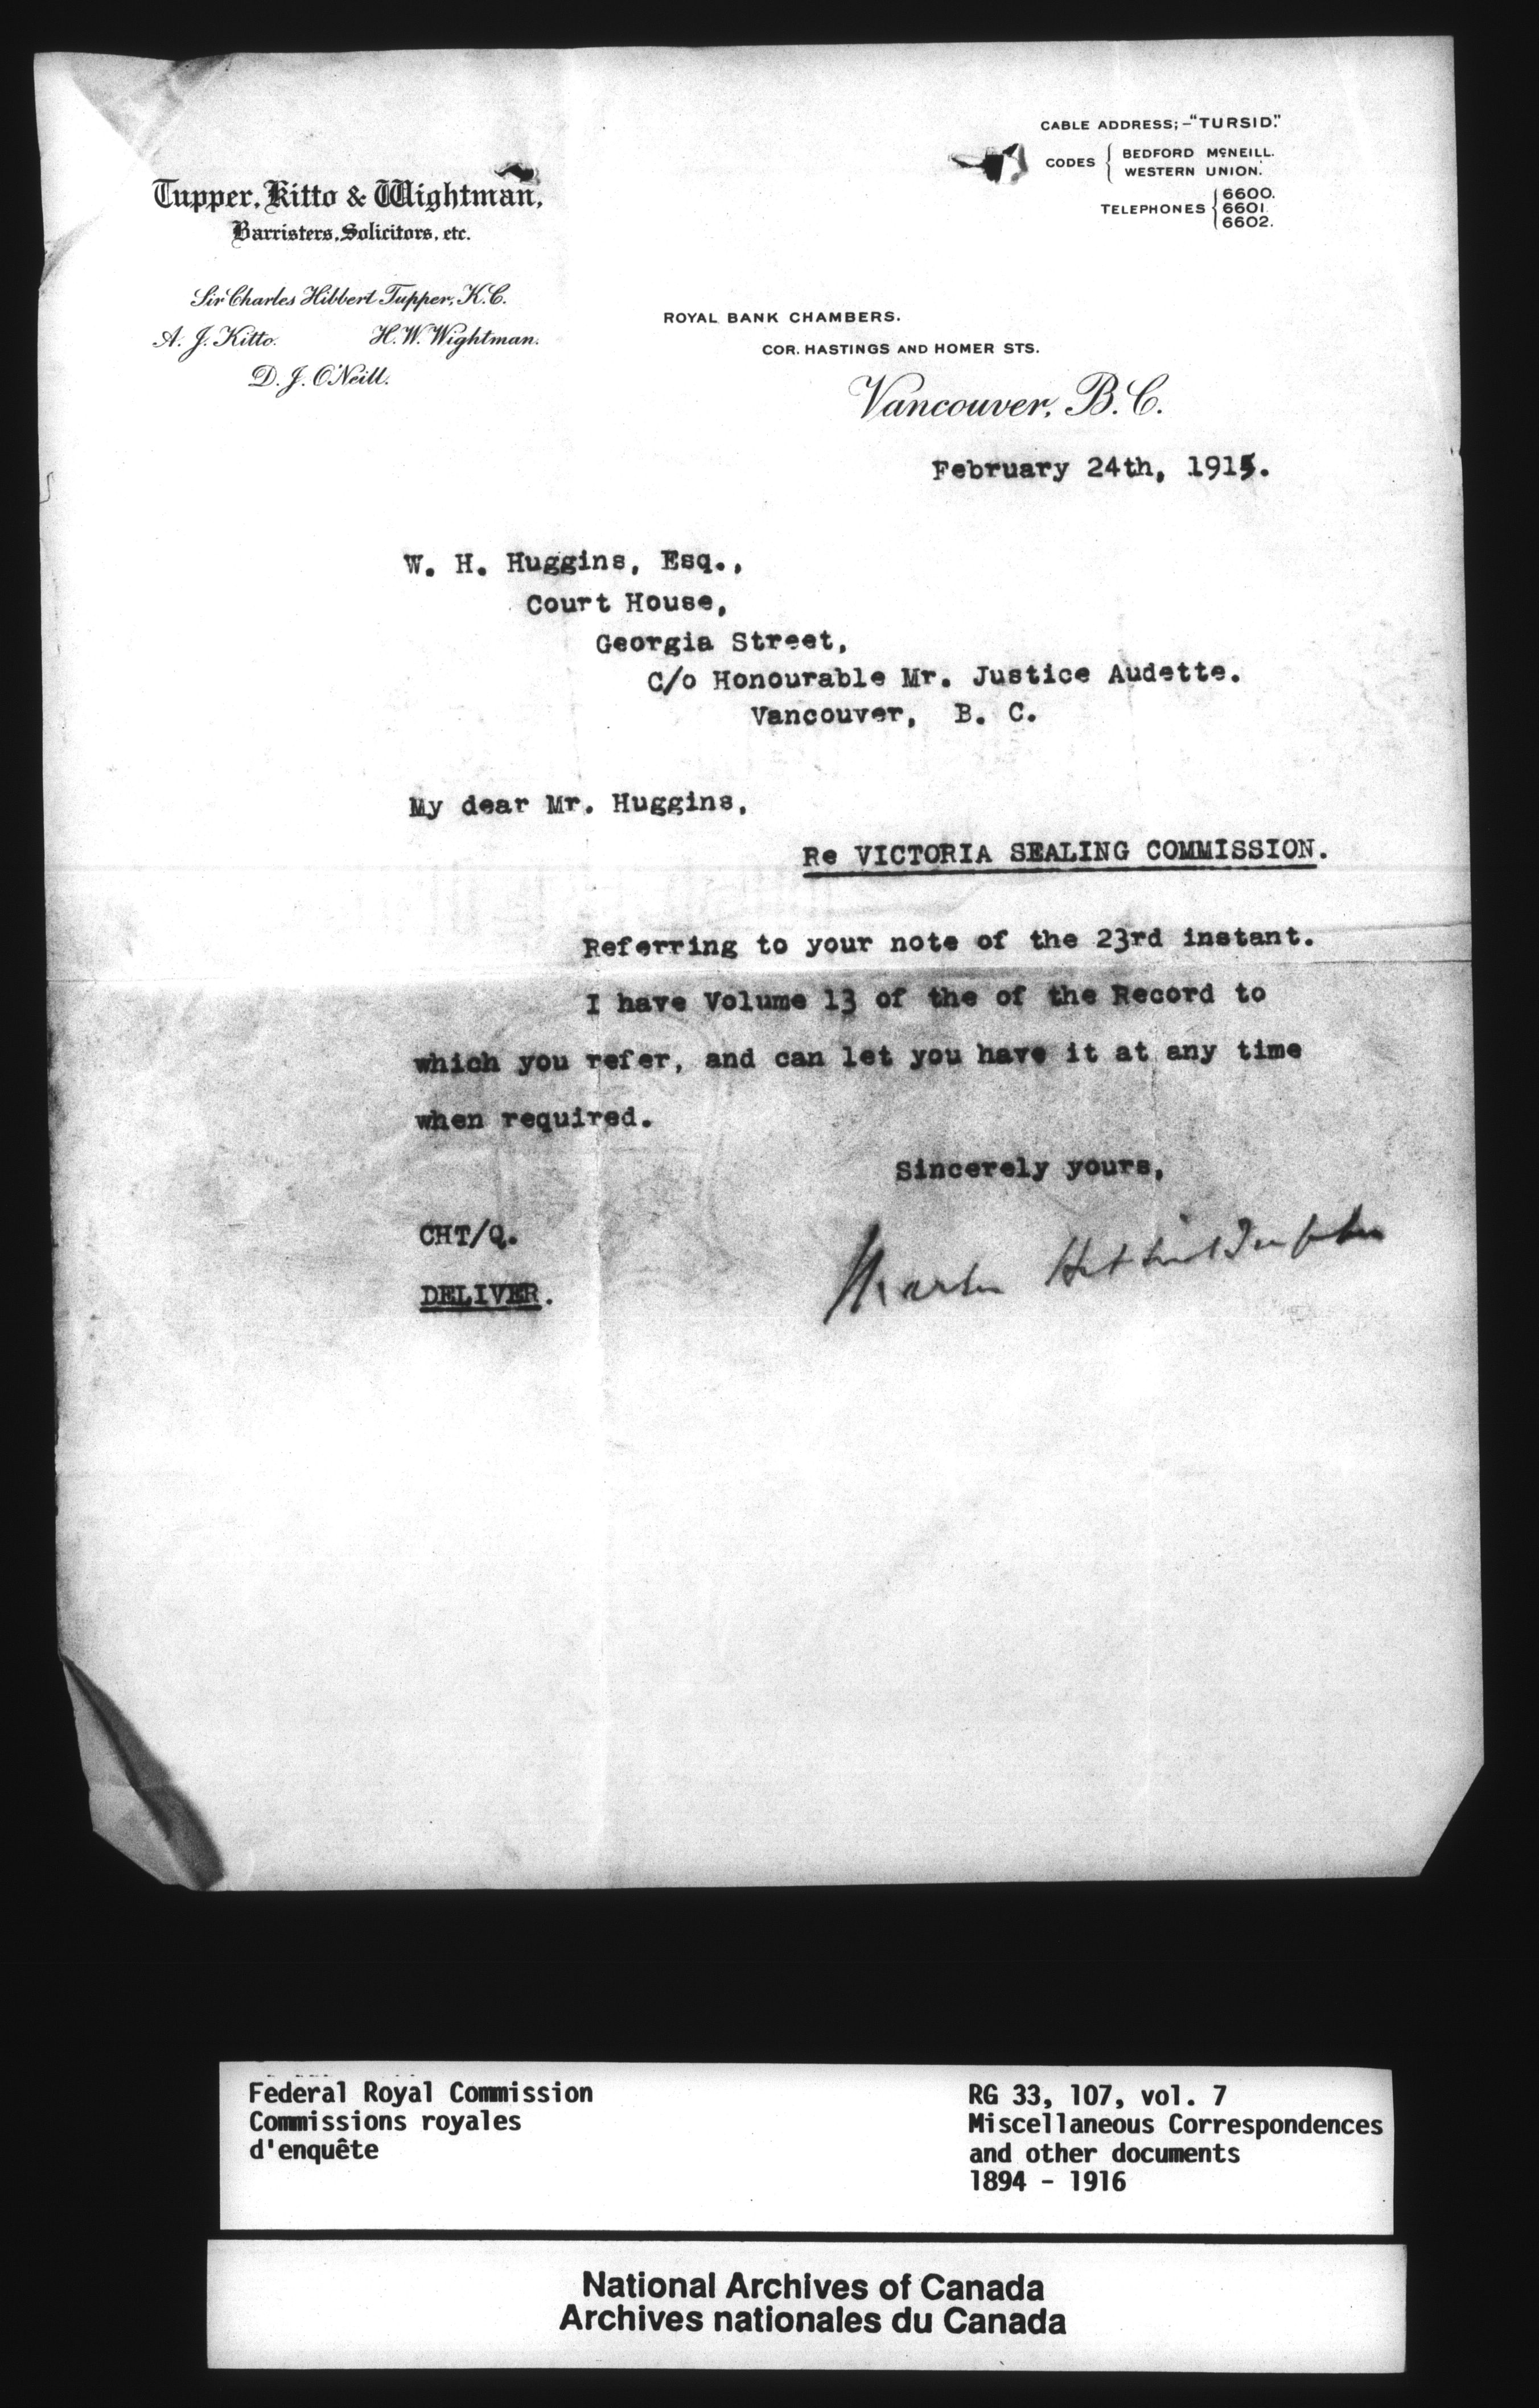 CABLE ADDRESS;—"TURSID."
CODES { BEDFORD McNEILL.
WESTERN UNION.
TELEPHONES { 6600.
6601.
6602.
Tupper, Kitto & Wightman,
Barristers, Solicitors, etc.
Sir Charles Hibbert Tupper, K.C.
A. J. Kitto. H. W. Wightman.
D. J. O'Neill.
ROYAL BANK CHAMBERS.
COR. HASTINGS AND HOMER STS.
Vancouver, B.C.
February 24th, 1915.
W. H. Huggins, Esq.,
Court House,
Georgia Street,
C/o Honourable Mr. Justice Audette.
Vancouver, B. C.
My dear Mr. Huggins,
Re VICTORIA SEALING COMMISSION.
Referring to your note of the 23rd instant.
I have Volume 13 of the of the Record to
which you refer, and can let you have it at any time
when required.
Sincerely yours,
Charles Hibbert Tupper
CHT/Q.
DELIVER.
Federal Royal Commission
Commissions royales
d'enquête
RG 33, 107, vol. 7
Miscellaneous Correspondences
and other documents
1894 - 1916
National Archives of Canada
Archives nationales du Canada